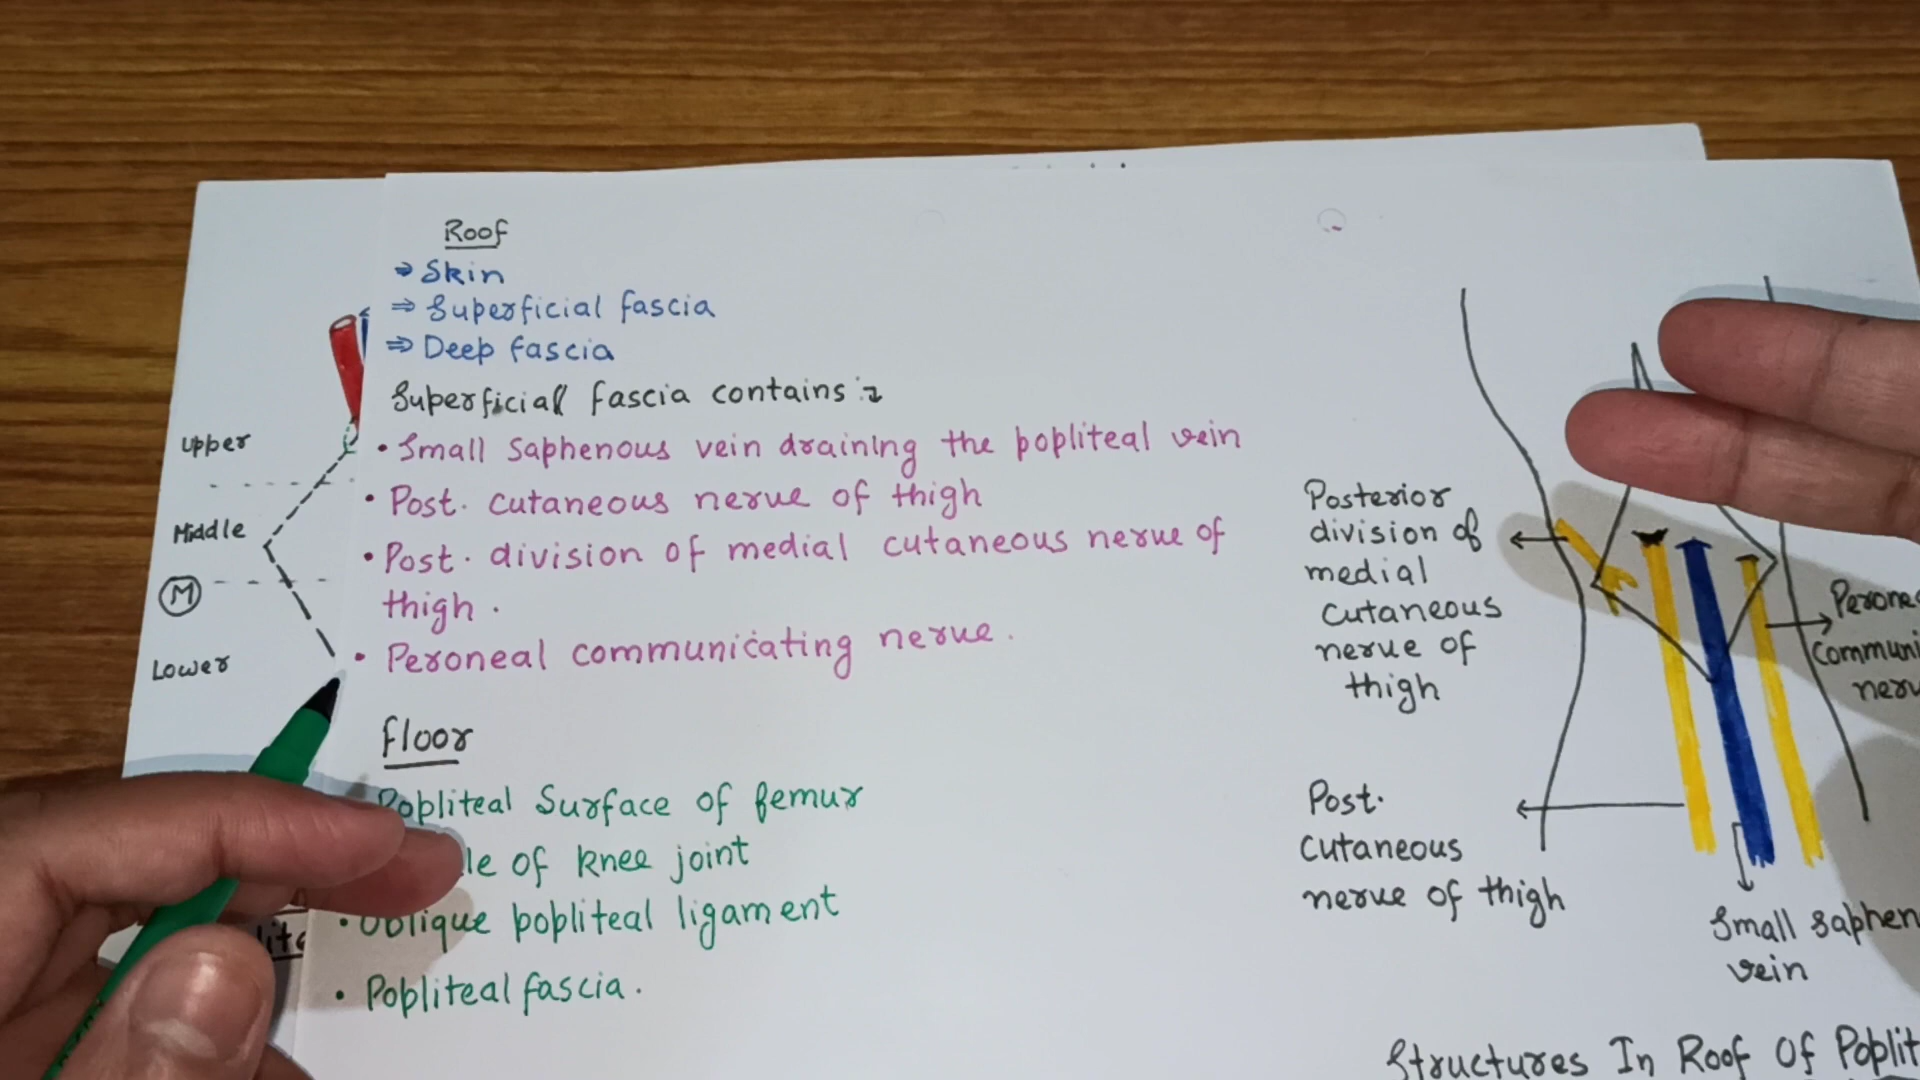 Roof
⇒ Skin
⇒ Superficial fascia
⇒ Deep fascia
Superficial fascia contains :-
• Small Saphenous vein draining the popliteal vein
• Post. cutaneous nerve of thigh
• Post. division of medial cutaneous nerve of
thigh.
• Peroneal communicating nerve.
Floor
Popliteal Surface of femur
of knee joint
• Oblique popliteal ligament
• Popliteal fascia.
Upper
Middle
M
Lower
Posterior
division of
medial
cutaneous
nerve of
thigh
Post.
cutaneous
nerve of thigh
Small saphen
vein
Perone
Communi
nerv
Structures In Roof Of Poplit